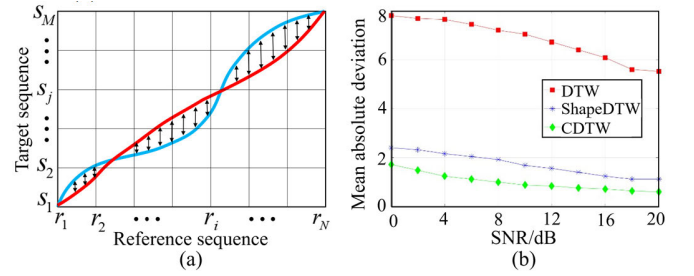 s_M
⋮
s_j
⋮
s_2
s_1
Target sequence
r_1 r_2 ⋯ r_i ⋯ r_N
Reference sequence
(a)
8
6
4
2
0
Mean absolute deviation
DTW
ShapeDTW
CDTW
0 4 8 12 16 20
SNR/dB
(b)